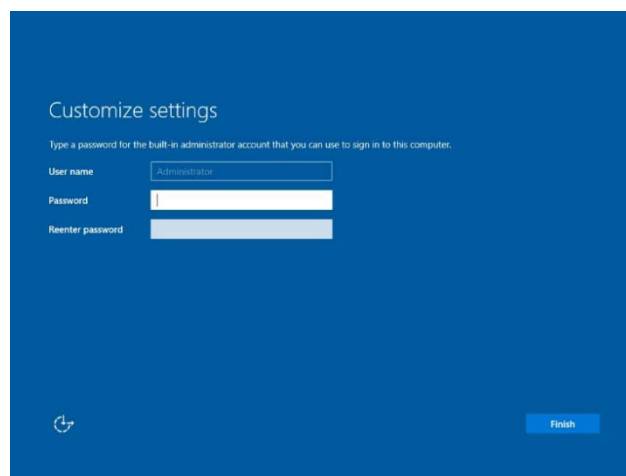 Customize settings
Type a password for the built-in administrator account that you can use to sign in to this computer.
User name
Administrator
Password
Reenter password
Finish